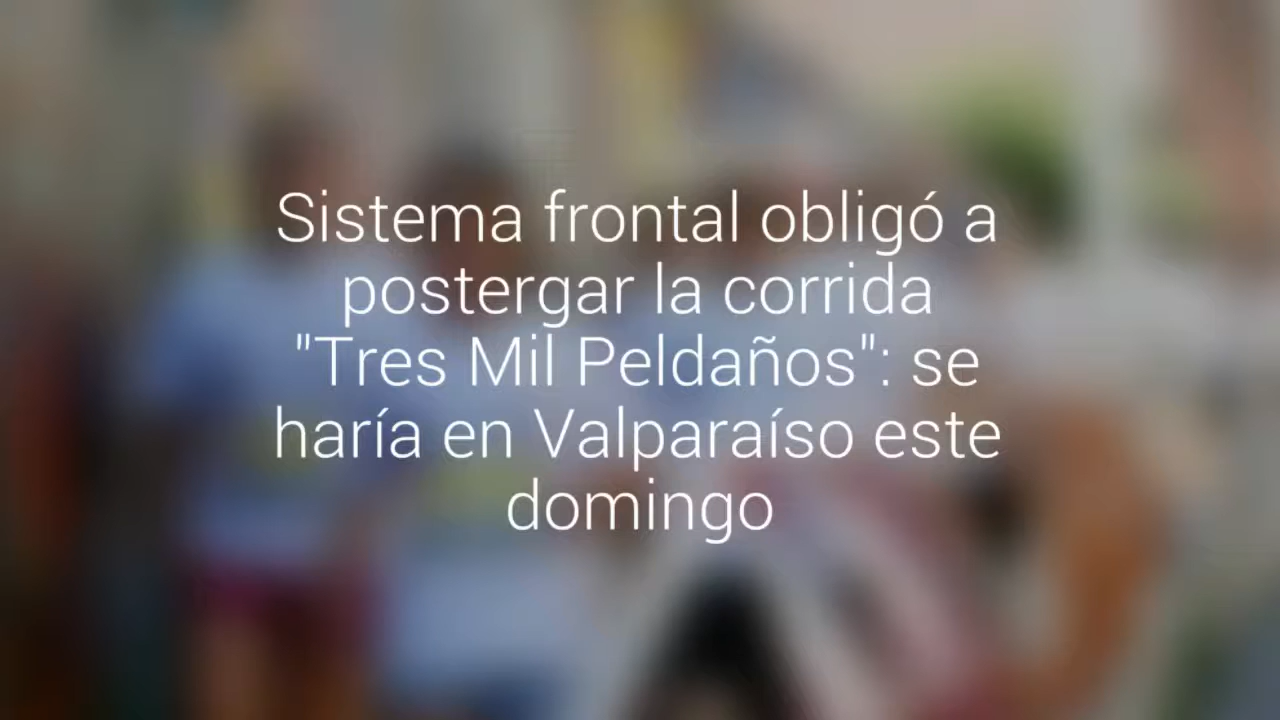 Sistema frontal obligó a
postergar la corrida
"Tres Mil Peldaños": se
haría en Valparaíso este
domingo